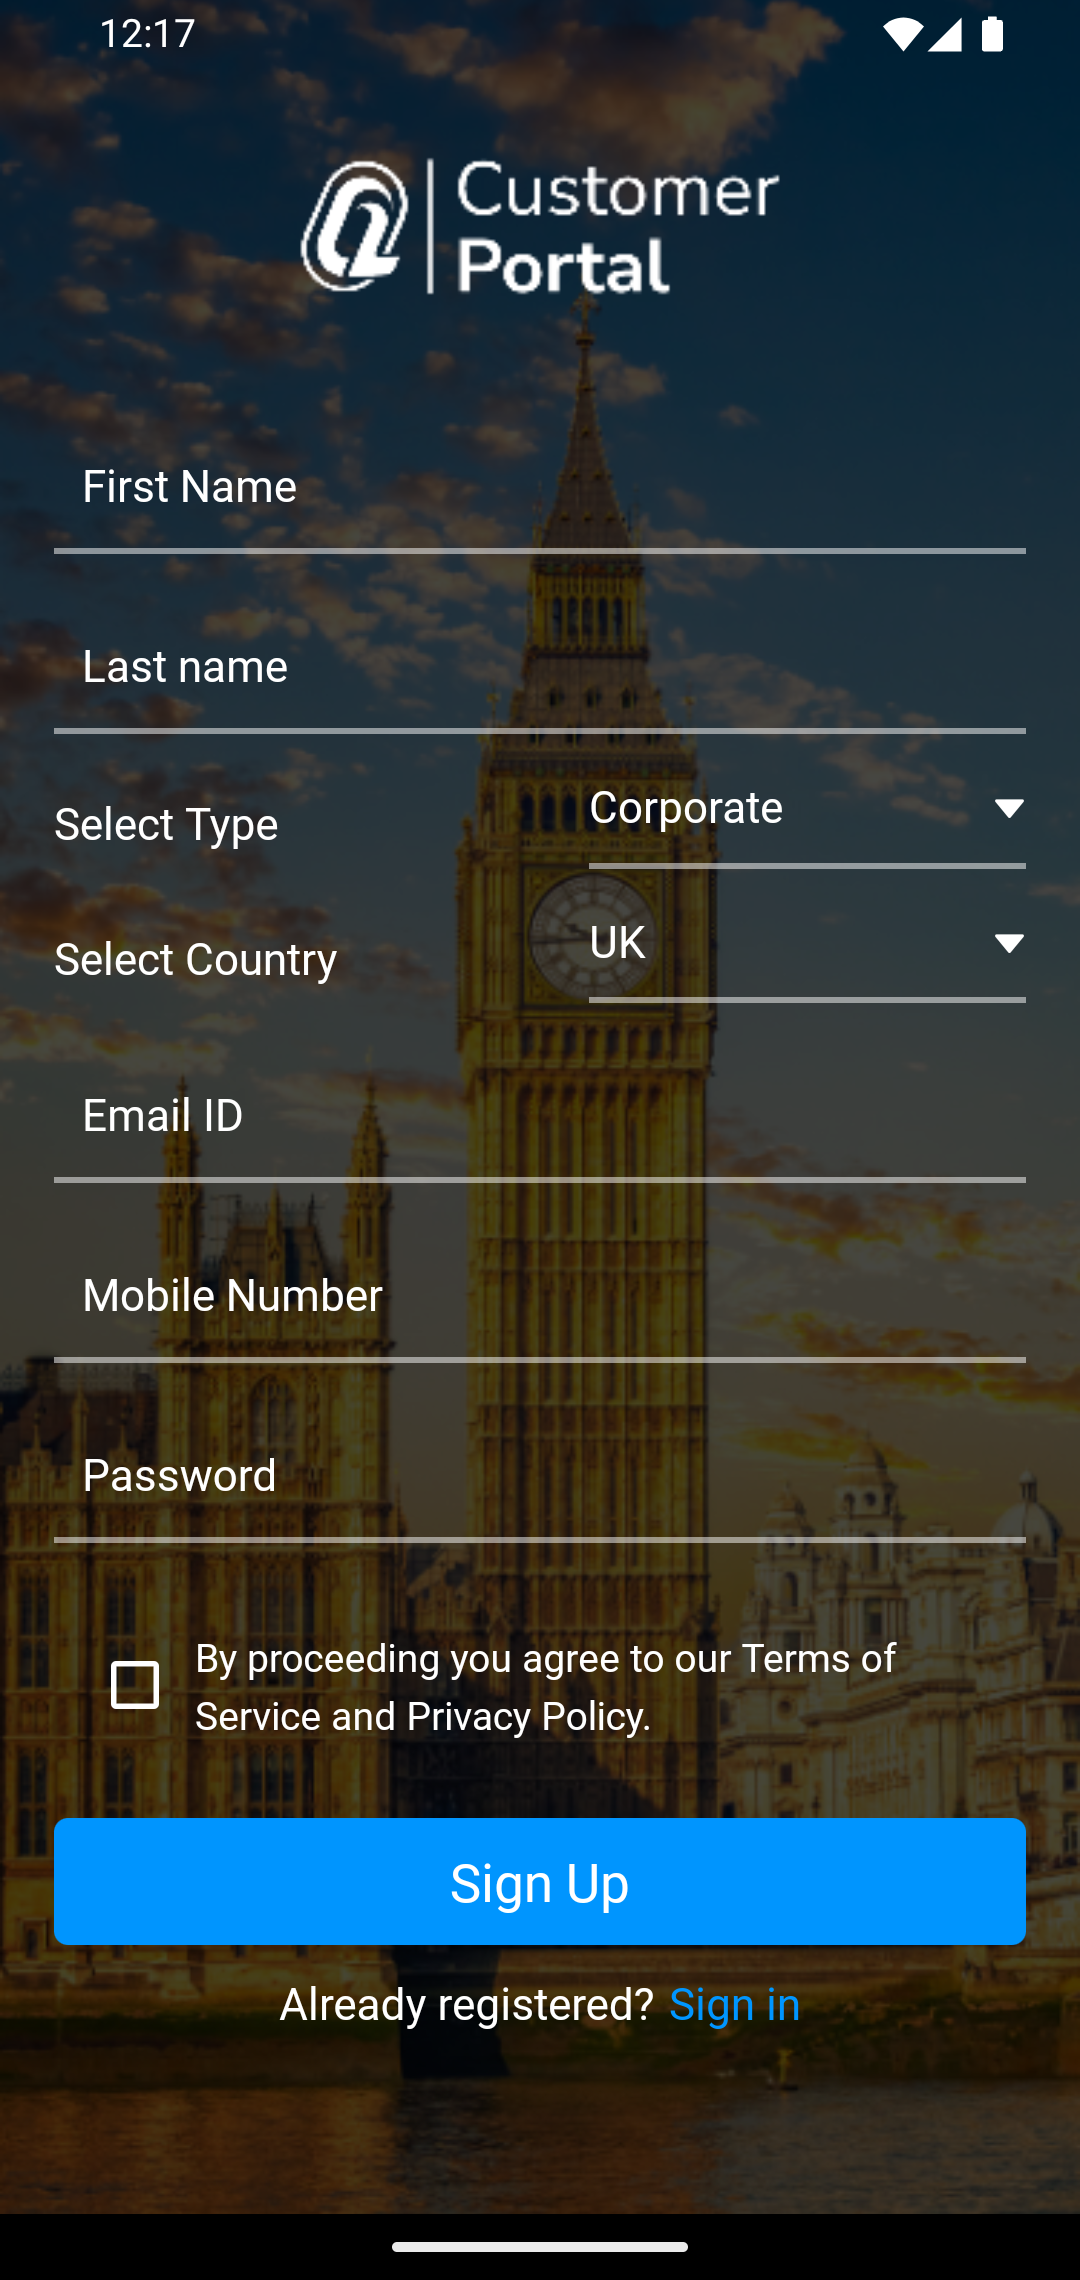 12:17
Customer
Portal
First Name
Last name
Select Type
Corporate
Select Country
UK
Email ID
Mobile Number
Password
By proceeding you agree to our Terms of
Service and Privacy Policy.
Sign Up
Already registered? Sign in